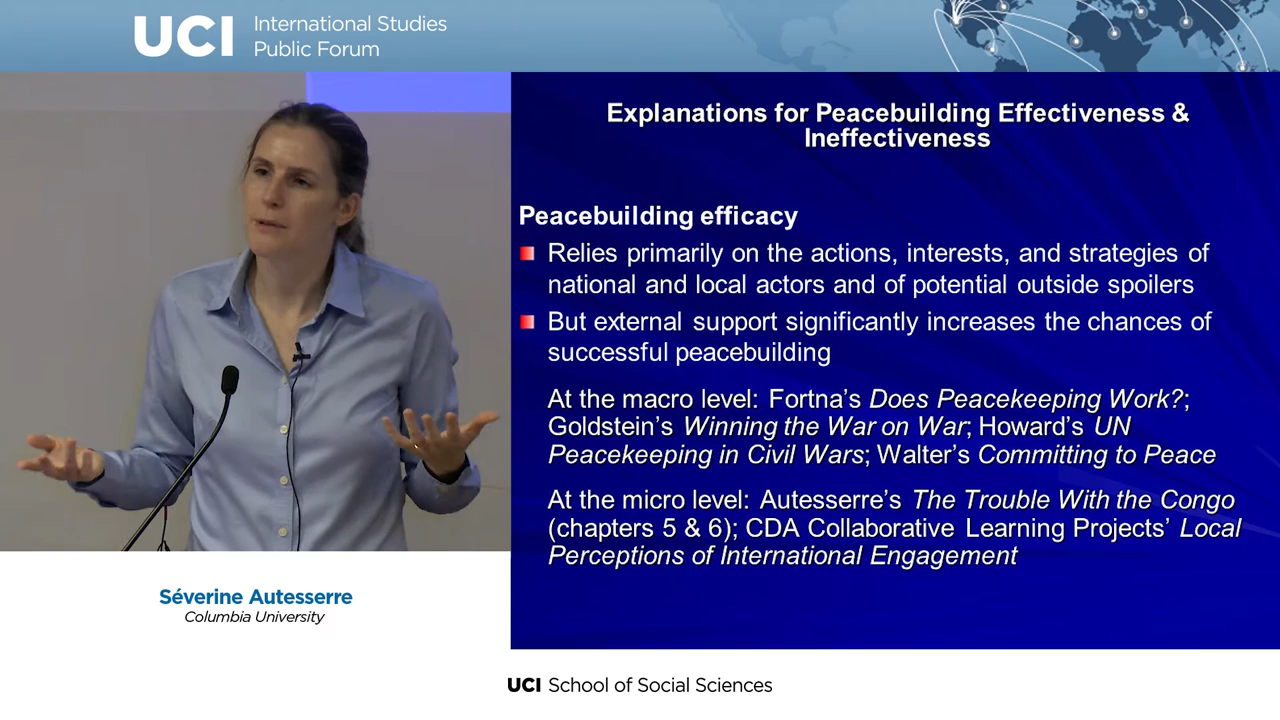 UCI International Studies
Public Forum
Explanations for Peacebuilding Effectiveness &
Ineffectiveness
Peacebuilding efficacy
Relies primarily on the actions, interests, and strategies of
national and local actors and of potential outside spoilers
But external support significantly increases the chances of
successful peacebuilding
At the macro level: Fortna’s Does Peacekeeping Work?;
Goldstein’s Winning the War on War; Howard’s UN
Peacekeeping in Civil Wars; Walter’s Committing to Peace
At the micro level: Autesserre’s The Trouble With the Congo
(chapters 5 & 6); CDA Collaborative Learning Projects’ Local
Perceptions of International Engagement
Séverine Autesserre
Columbia University
UCI School of Social Sciences